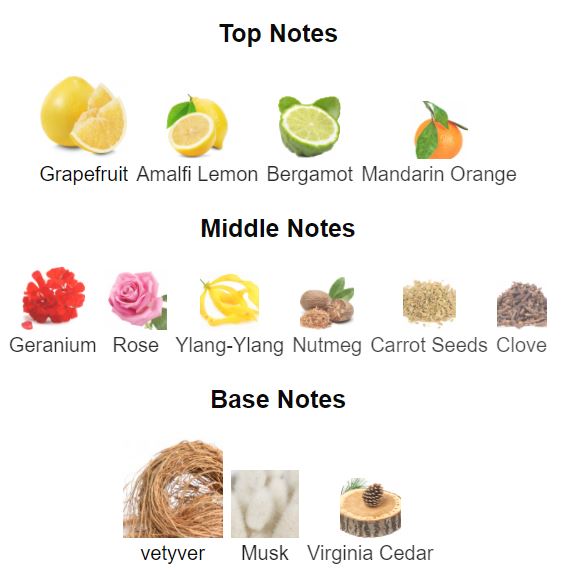 Top Notes
Grapefruit Amalfi Lemon Bergamot Mandarin Orange
Middle Notes
Geranium Rose Ylang-Ylang Nutmeg Carrot Seeds Clove
Base Notes
vetyver Musk Virginia Cedar